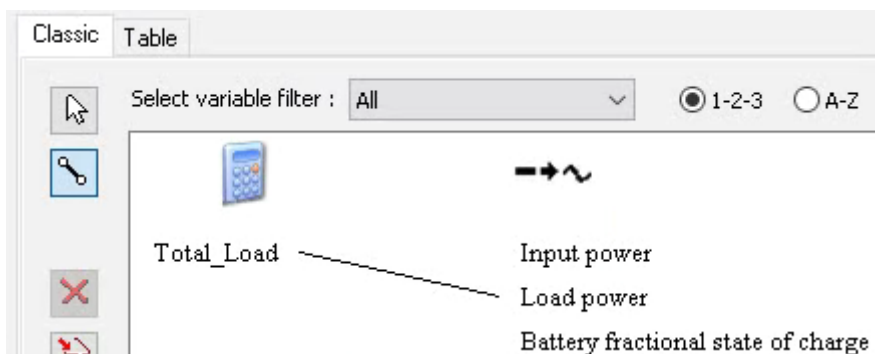 Classic Table
Select variable filter : All 1-2-3 A-Z
Total_Load Input power
Load power
Battery fractional state of charge